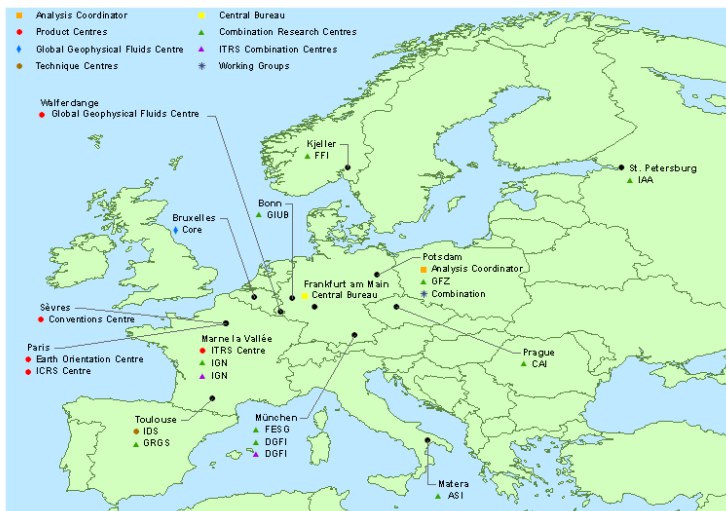 Analysis Coordinator
Central Bureau
Product Centres
Combination Research Centres
Global Geophysical Fluids Centre
ITRS Combination Centres
Technique Centres
Working Groups
Walferdange
Global Geophysical Fluids Centre
Kjeller
FFI
St. Petersburg
IAA
Bonn
GIUB
Bruxelles
Core
Potsdam
Analysis Coordinator
GFZ
Combination
Frankfurt am Main
Central Bureau
Sèvres
Conventions Centre
Paris
Earth Orientation Centre
ICRS Centre
Marne la Vallée
ITRS Centre
IGN
IGN
Prague
CAI
Toulouse
IDS
GRGS
München
FESG
DGFI
DGFI
Matera
ASI